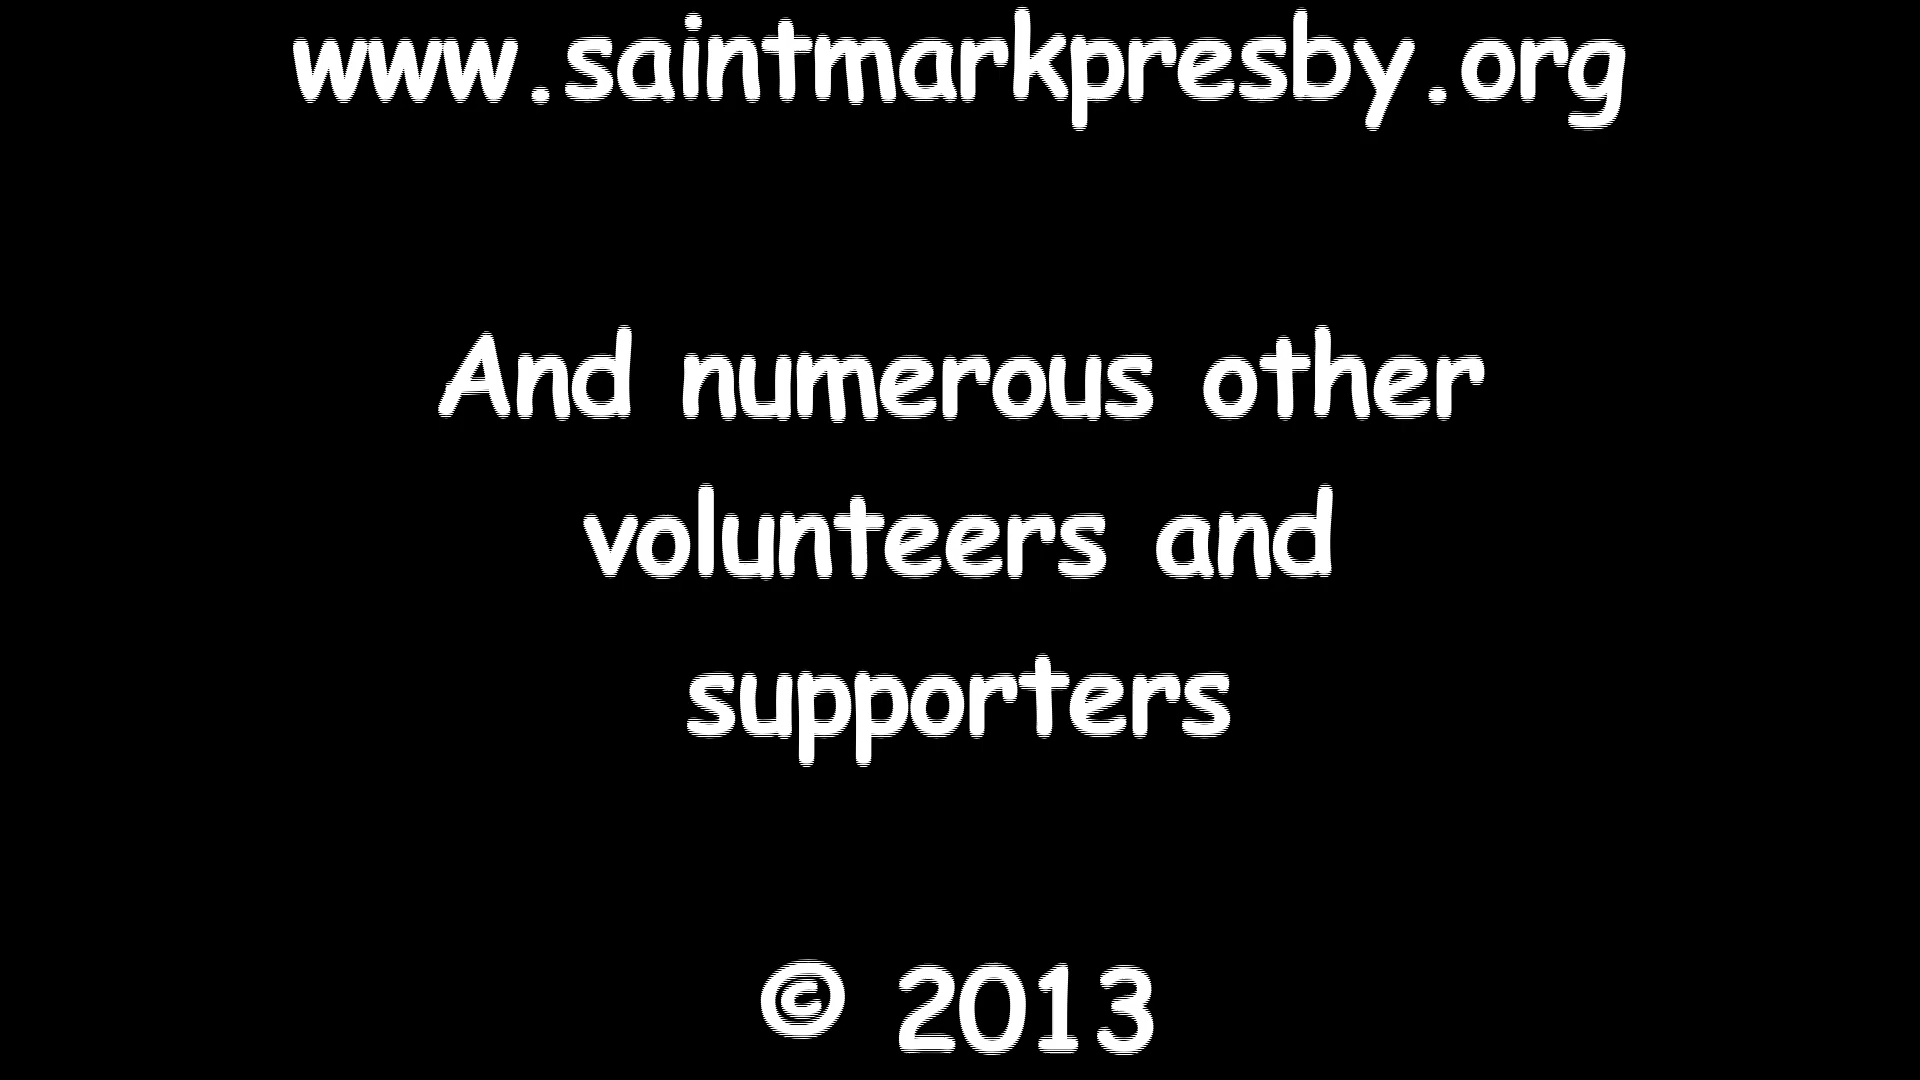 www.saintmarkpresby.org
And numerous other
volunteers and
supporters
© 2013